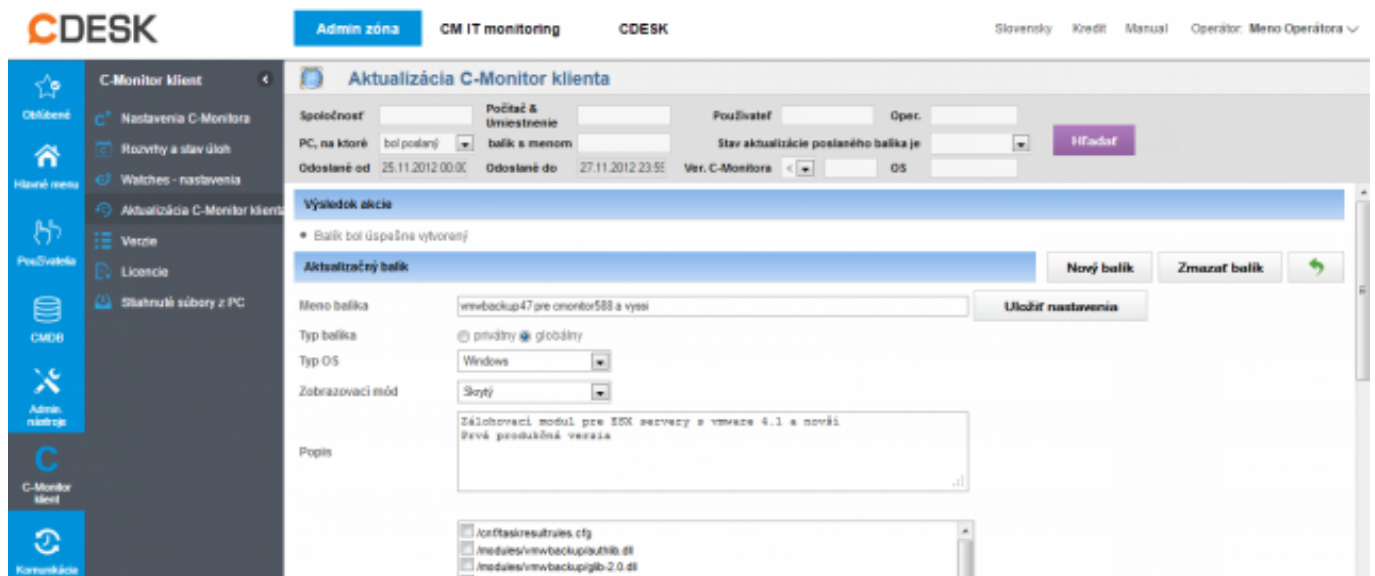 CDESK
Admin zóna CM IT monitoring CDESK
Slovensky Kredit Manual Operátor: Meno Operátora
Obľúbené
Hlavné menu
Používatelia
CMDB
Admin. nástroje
C-Monitor klient
Komunikácia
C-Monitor klient
Nastavenia C-Monitora
Rozvrhy a stav úloh
Watches - nastavenia
Aktualizácia C-Monitor klienta
Verzie
Licencie
Stiahnuté súbory z PC
Aktualizácia C-Monitor klienta
Spoločnosť Počítač & Umiestnenie Používateľ Oper.
PC, na ktoré bol poslaný balík s menom Stav aktualizácie poslaného balíka je Hľadať
Odoslané od 25.11.2012 00:00 Odoslané do 27.11.2012 23:59 Ver. C-Monitora < OS
Výsledok akcie
Balík bol úspešne vytvorený
Aktualizačný balík Nový balík Zmazať balík
Meno balíka vmwbackup47 pre cmonitor588 a vyssi Uložiť nastavenia
Typ balíka privátny globálny
Typ OS Windows
Zobrazovací mód Skrytý
Popis
Zálohovací modul pre ESX servery s vmware 4.1 a novší
Prvá produkčná verzia
/cnf/taskresultrules.cfg
/modules/vmwbackup/authlib.dll
/modules/vmwbackup/glib-2.0.dll